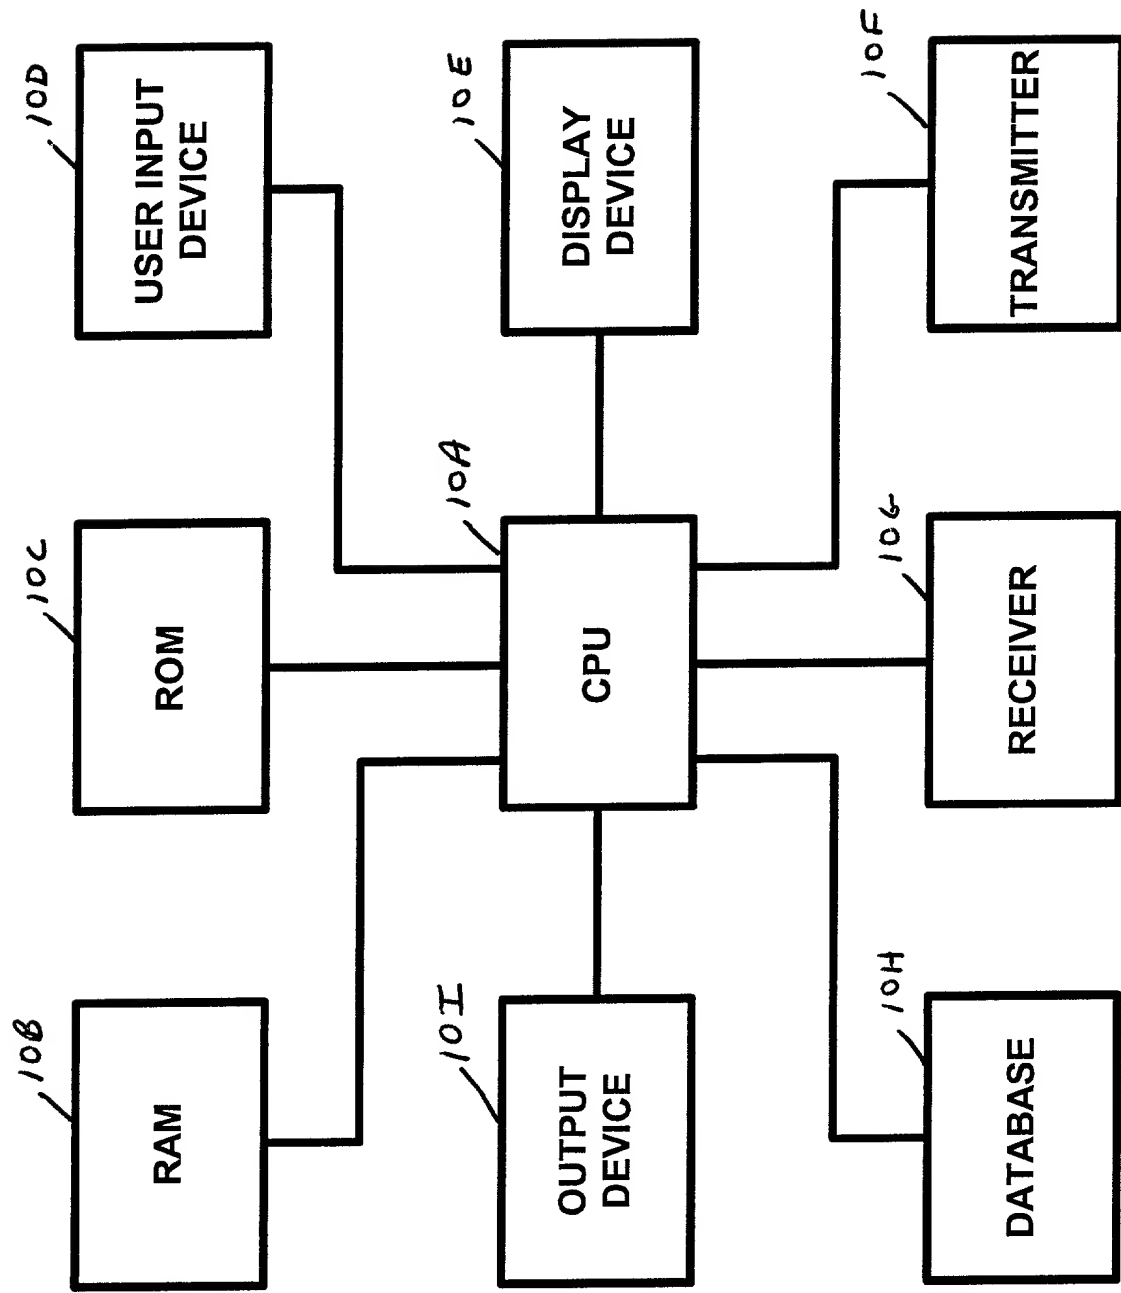 10B
RAM
10C
ROM
10D
USER INPUT
DEVICE
10I
OUTPUT
DEVICE
10A
CPU
10E
DISPLAY
DEVICE
10H
DATABASE
10G
RECEIVER
10F
TRANSMITTER